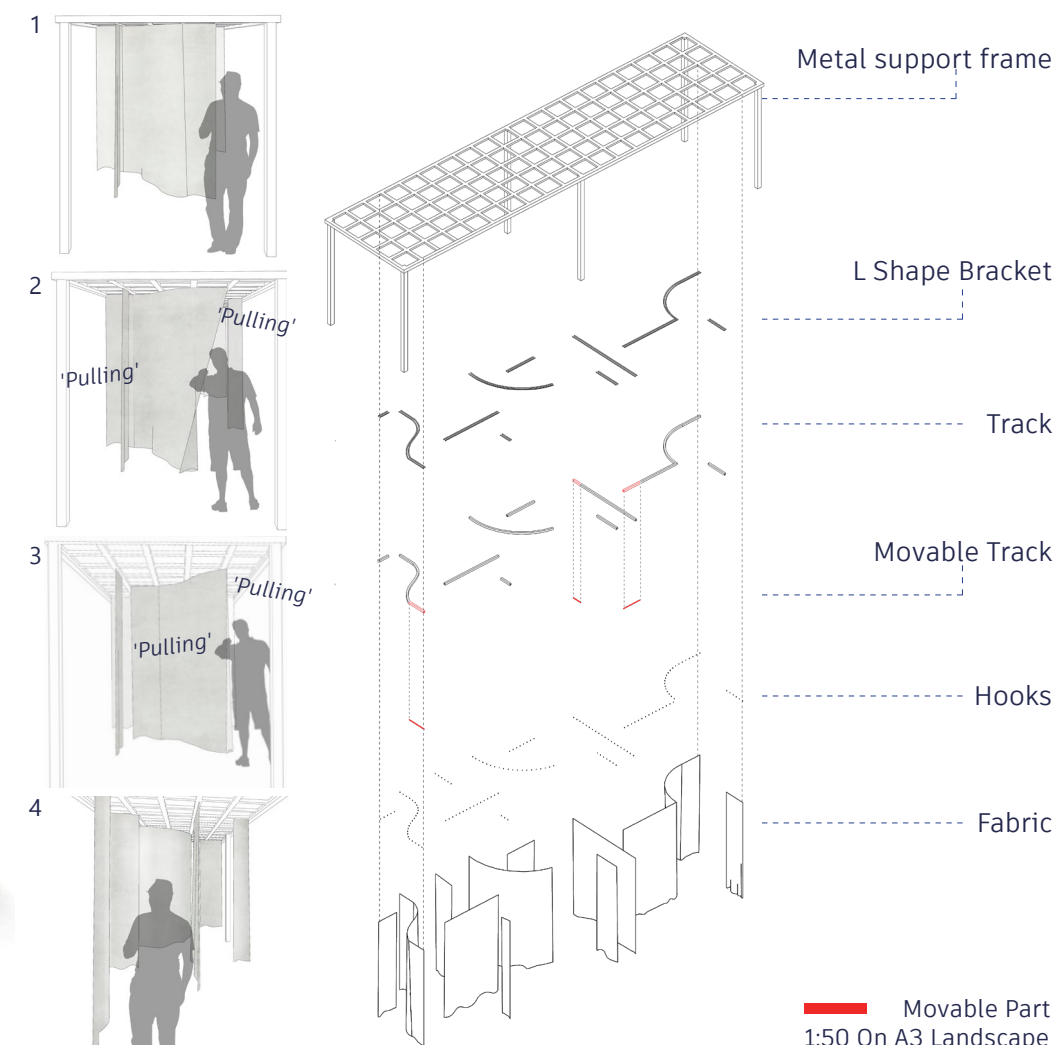 1
2
'Pulling'
'Pulling'
3
'Pulling'
'Pulling'
4
Metal support frame
L Shape Bracket
Track
Movable Track
Hooks
Fabric
Movable Part
1:50 On A3 Landscape